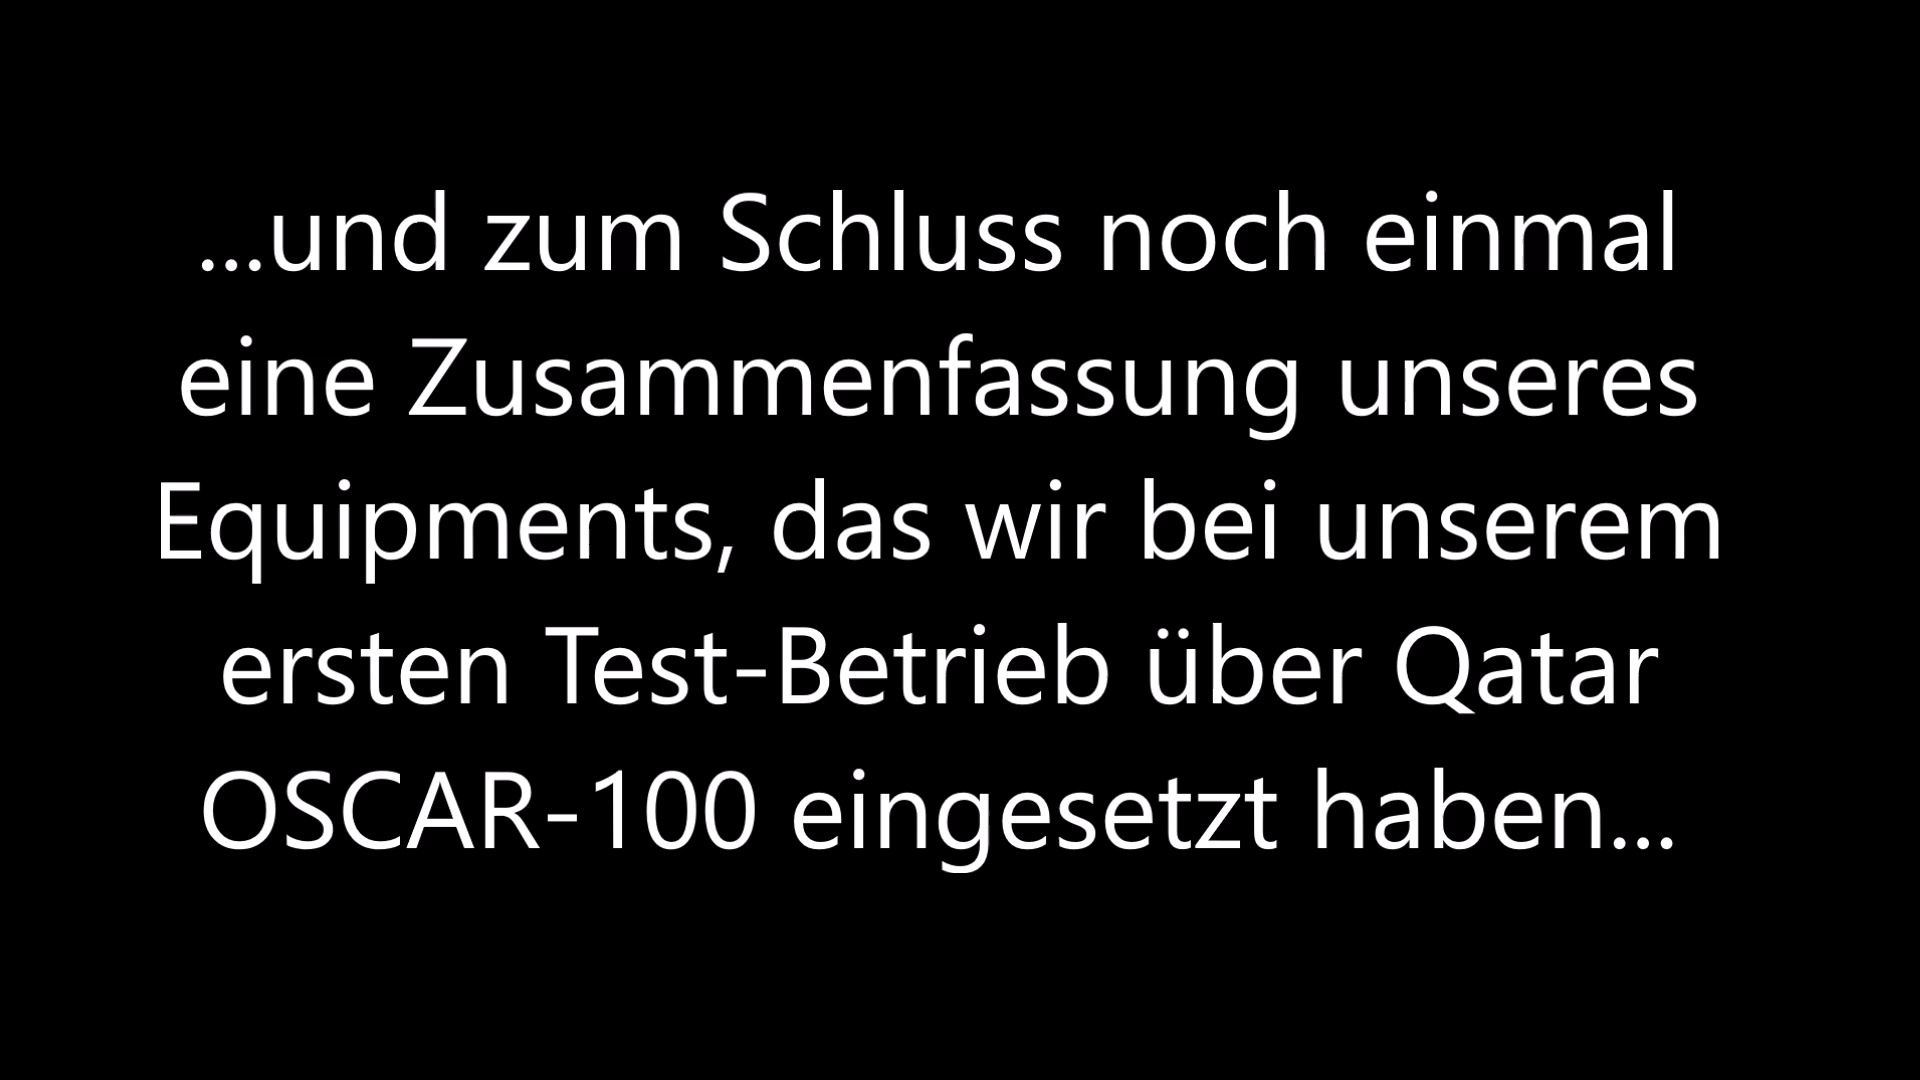 ...und zum Schluss noch einmal
eine Zusammenfassung unseres
Equipments, das wir bei unserem
ersten Test-Betrieb über Qatar
OSCAR-100 eingesetzt haben...